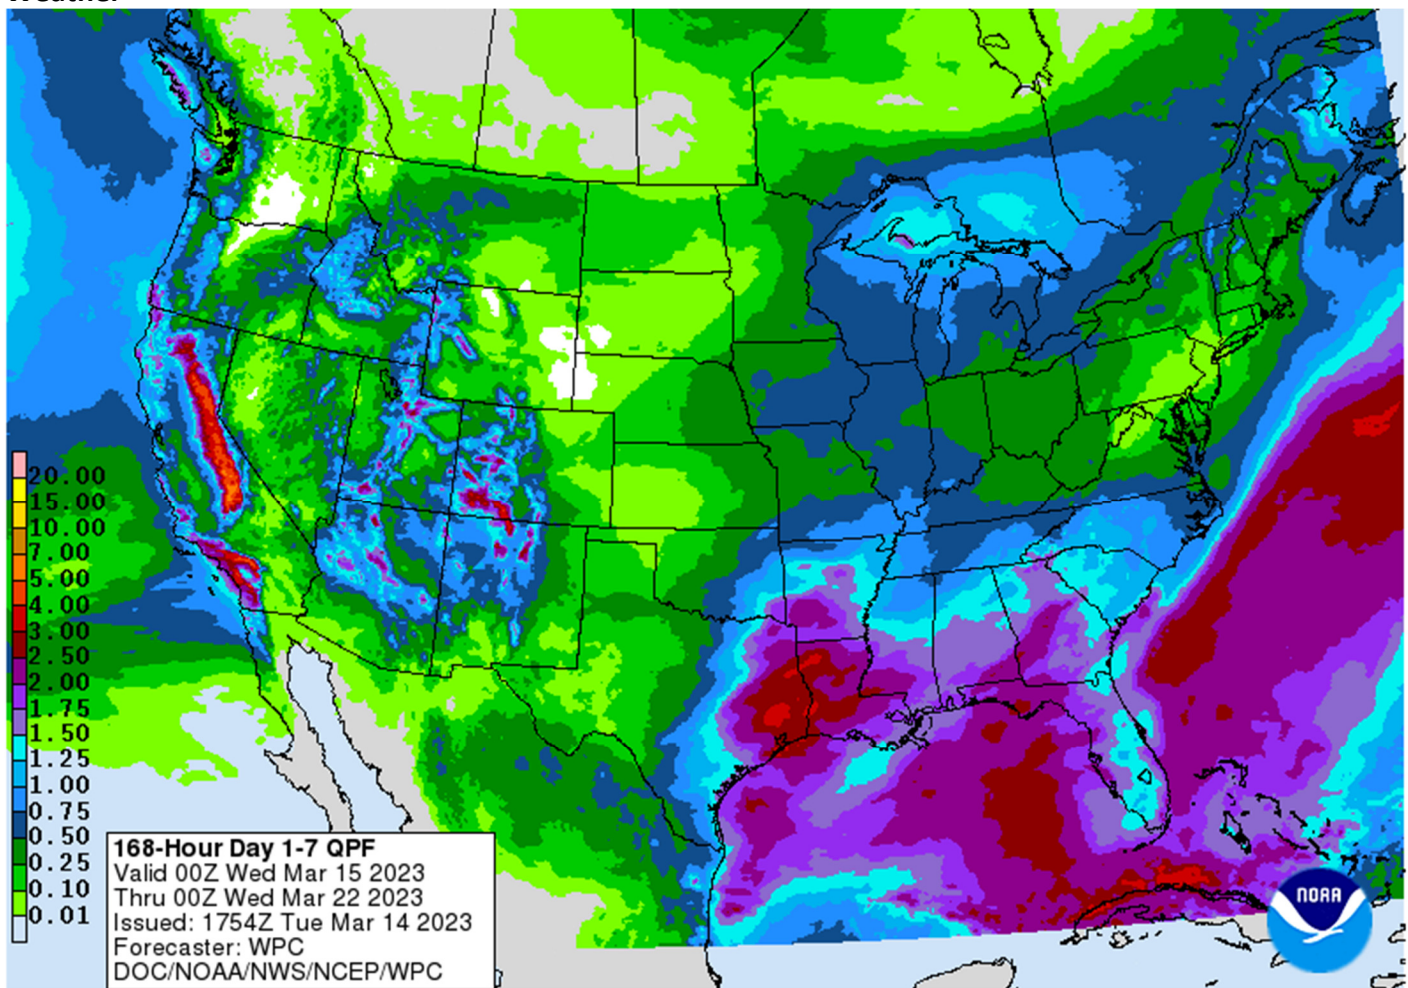 Weather
20.00
15.00
10.00
7.00
5.00
4.00
3.00
2.50
2.00
1.75
1.50
1.25
1.00
0.75
0.50
0.25
0.10
0.01
168-Hour Day 1-7 QPF
Valid 00Z Wed Mar 15 2023
Thru 00Z Wed Mar 22 2023
Issued: 1754Z Tue Mar 14 2023
Forecaster: WPC
DOC/NOAA/NWS/NCEP/WPC
NOAA